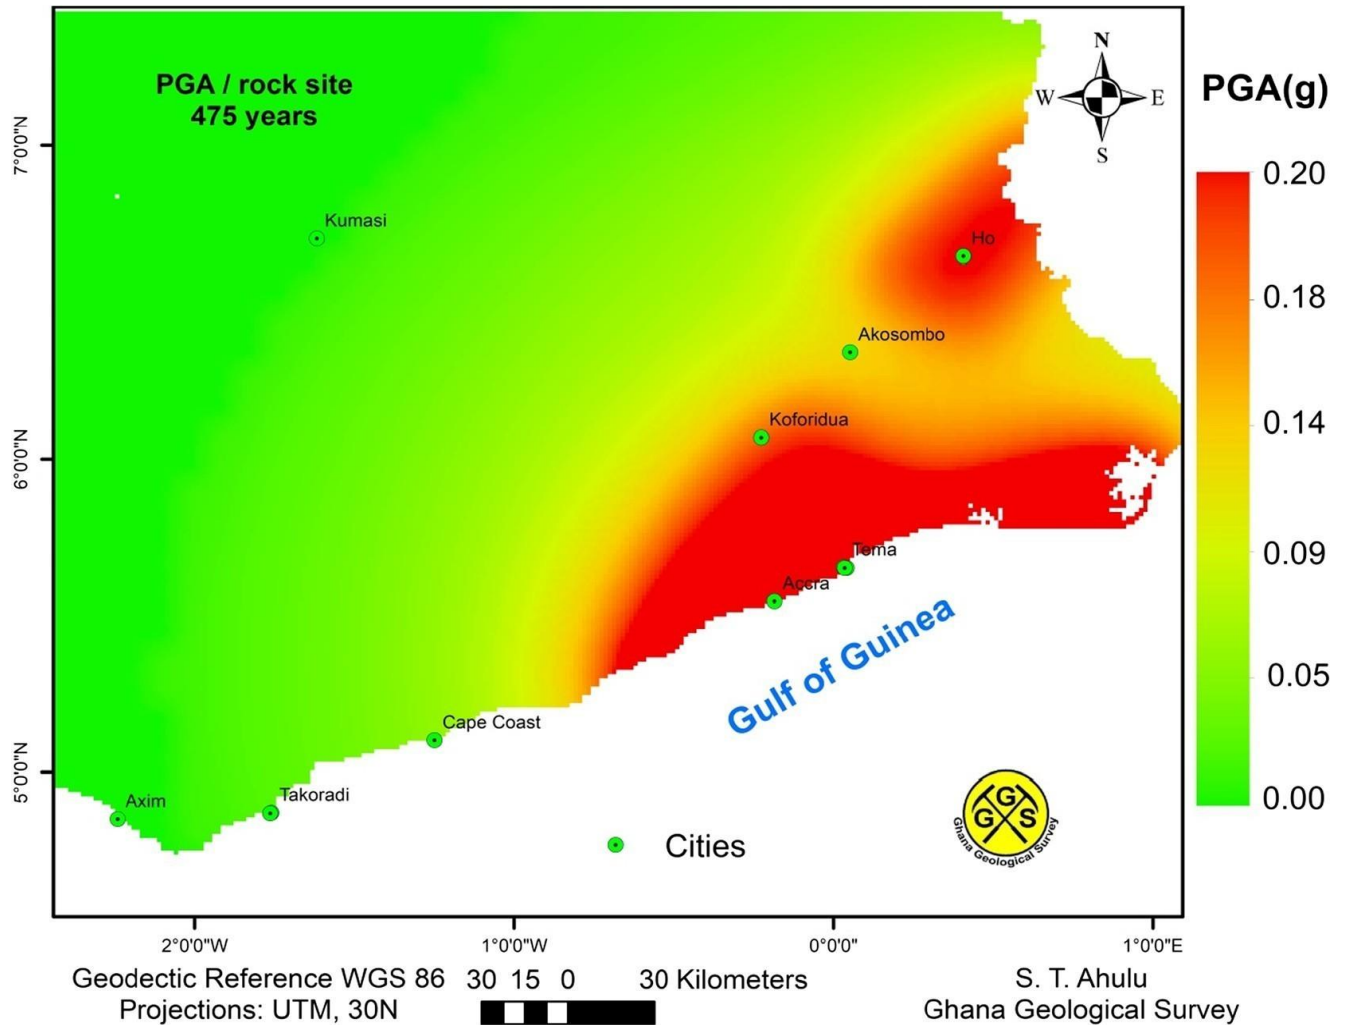 PGA / rock site
475 years
N
W
E
S
PGA(g)
0.20
0.18
0.14
0.09
0.05
0.00
7°0'0"N
6°0'0"N
5°0'0"N
Kumasi
Ho
Akosombo
Koforidua
Tema
Accra
Gulf of Guinea
Cape Coast
Takoradi
Axim
Cities
G
G S
Ghana Geological Survey
2°0'0"W
1°0'0"W
0°0'0"
1°0'0"E
Geodectic Reference WGS 86
Projections: UTM, 30N
30 15 0 30 Kilometers
S. T. Ahulu
Ghana Geological Survey